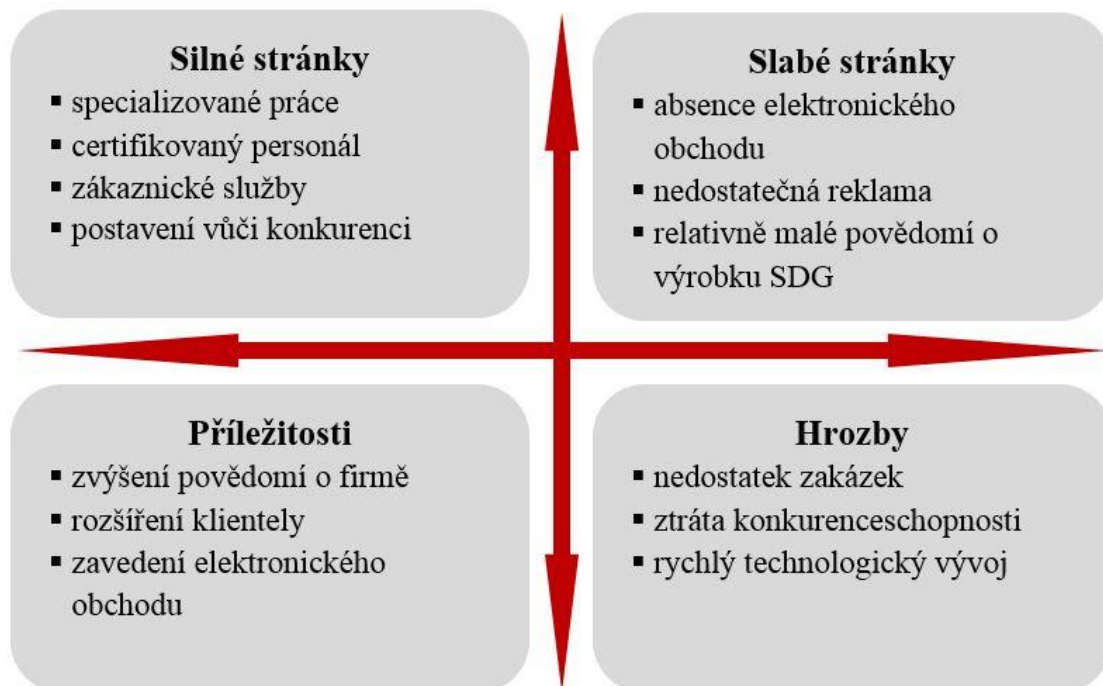 Silné stránky
▪ specializované práce
▪ certifikovaný personál
▪ zákaznické služby
▪ postavení vůči konkurenci
Slabé stránky
▪ absence elektronického
obchodu
▪ nedostatečná reklama
▪ relativně malé povědomí o
výrobku SDG
Příležitosti
▪ zvýšení povědomí o firmě
▪ rozšíření klientely
▪ zavedení elektronického
obchodu
Hrozby
▪ nedostatek zakázek
▪ ztráta konkurenceschopnosti
▪ rychlý technologický vývoj